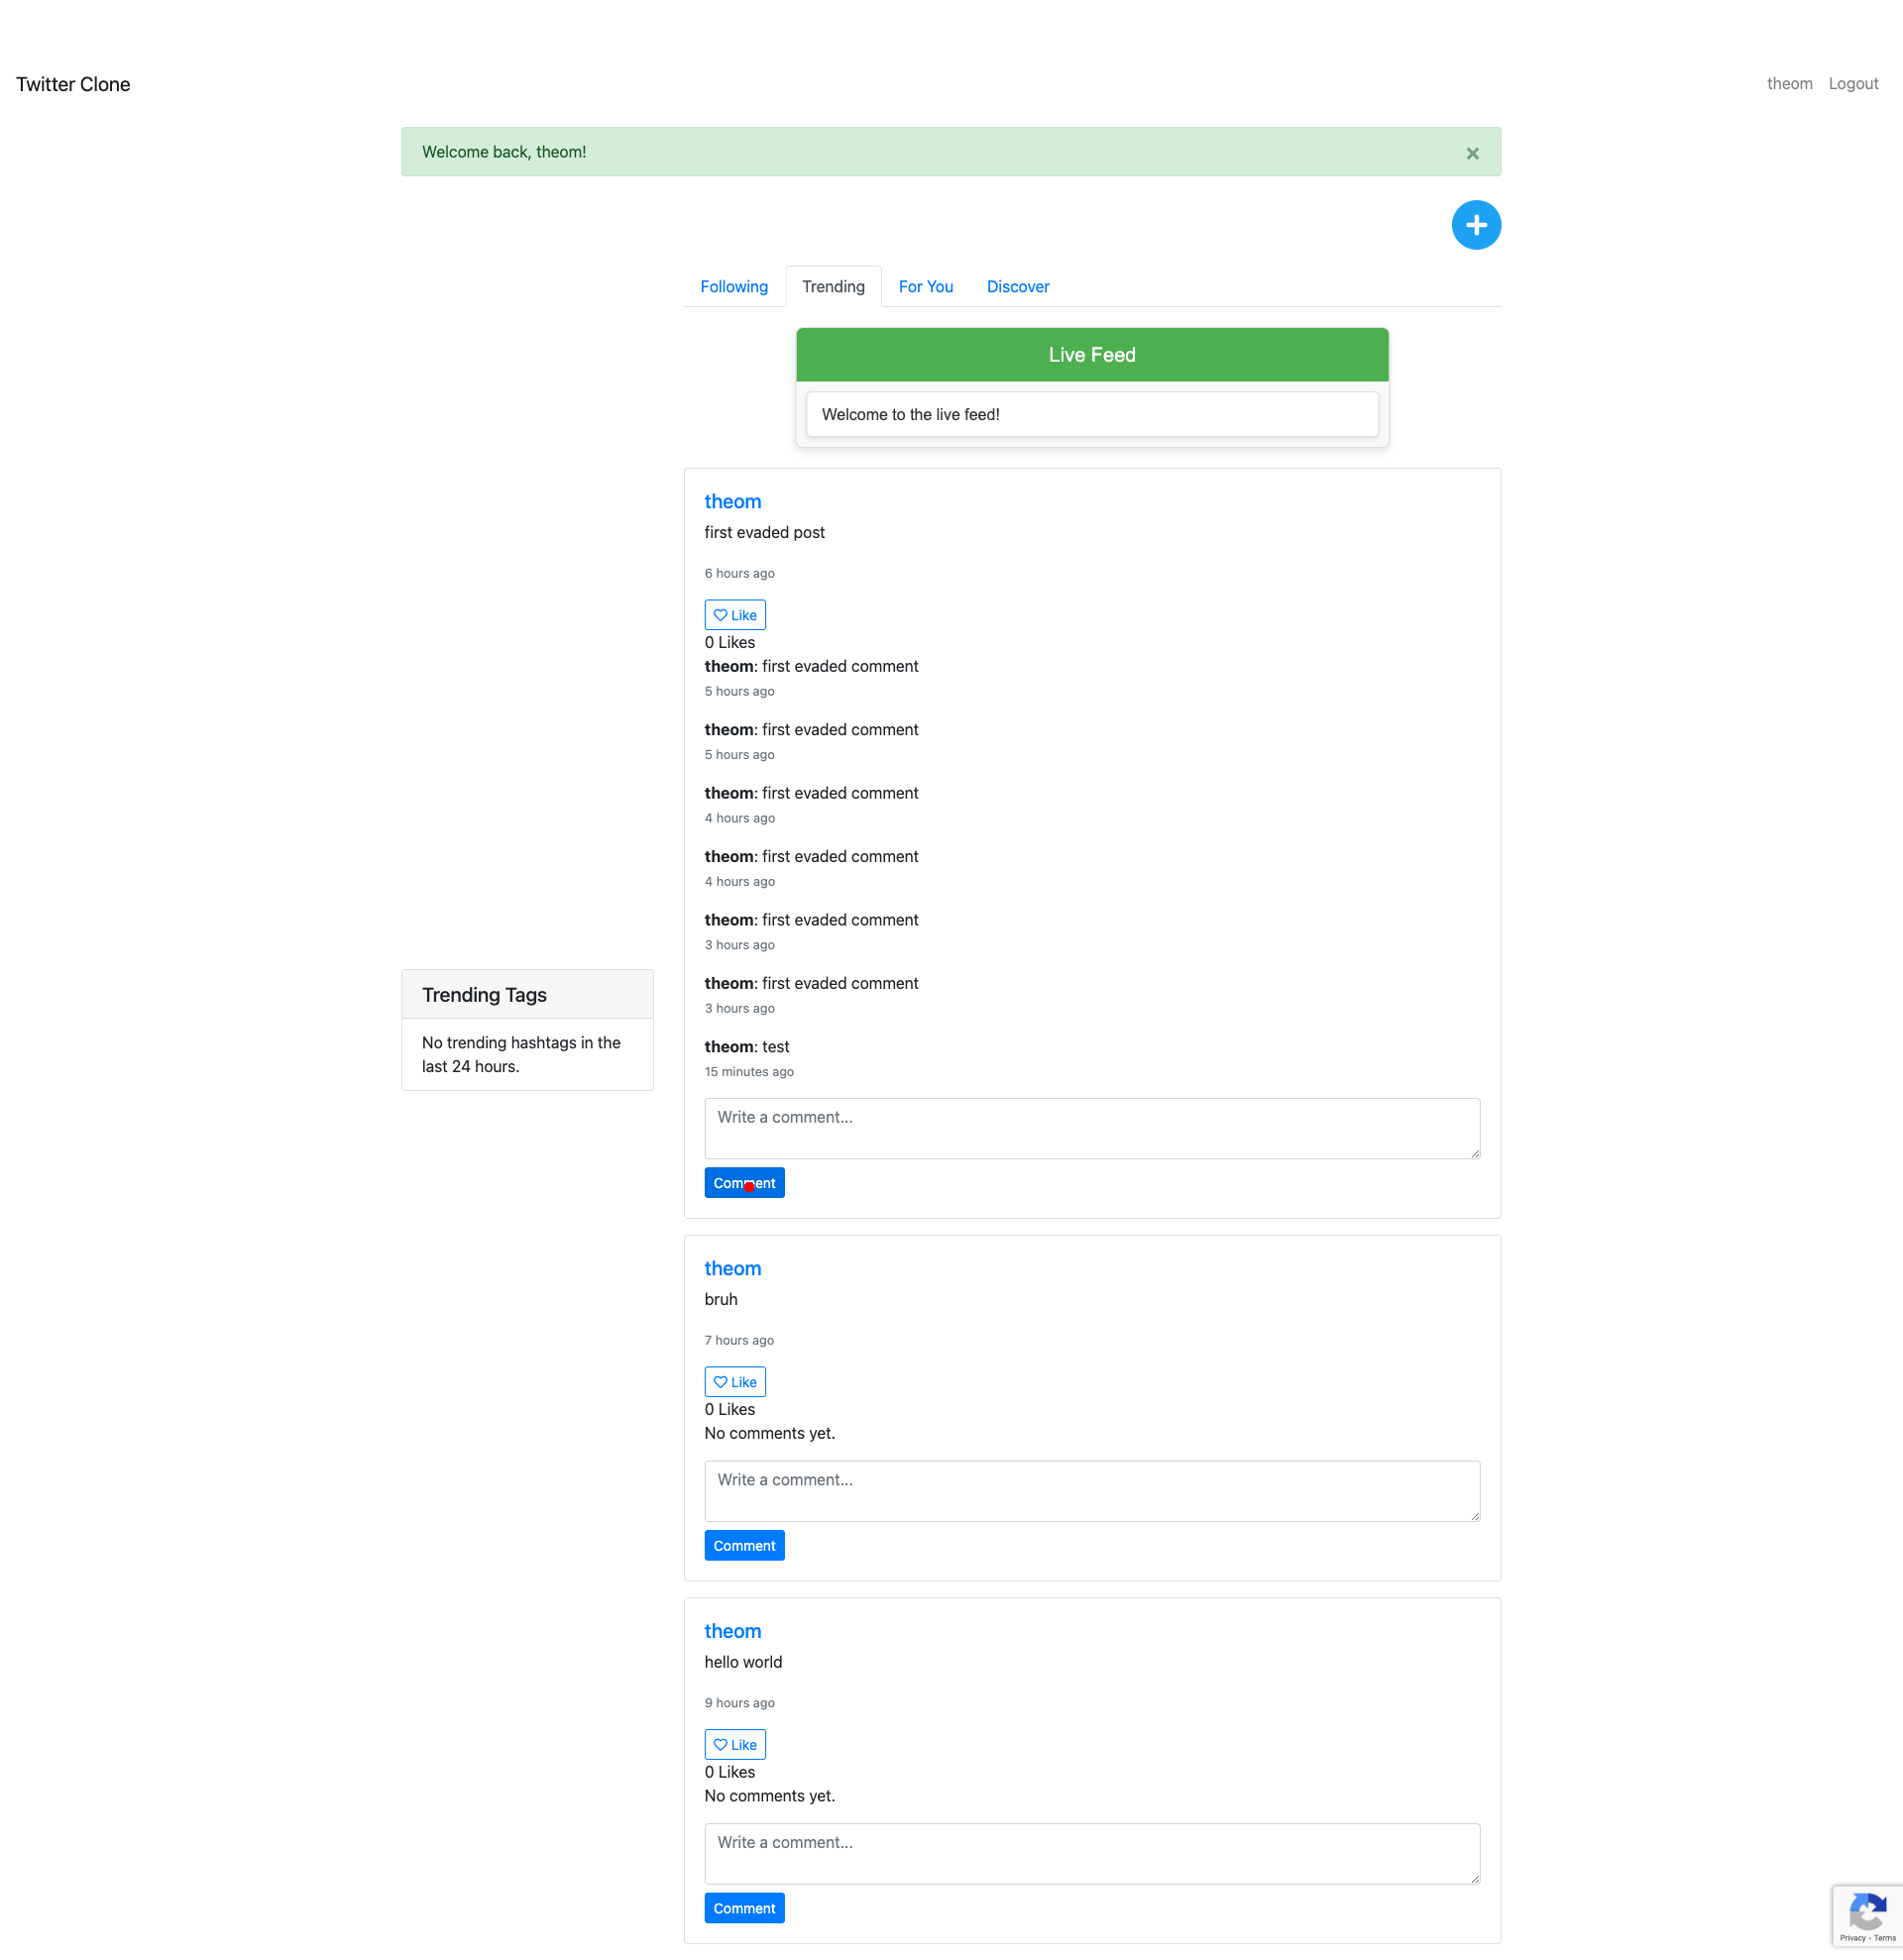 Twitter Clone
theom Logout
Welcome back, theom!
×
Following Trending For You Discover
Live Feed
Welcome to the live feed!
theom
first evaded post
6 hours ago
Like
0 Likes
theom: first evaded comment
5 hours ago
theom: first evaded comment
5 hours ago
theom: first evaded comment
4 hours ago
theom: first evaded comment
4 hours ago
theom: first evaded comment
3 hours ago
theom: first evaded comment
3 hours ago
theom: test
15 minutes ago
Write a comment...
Comment
Trending Tags
No trending hashtags in the
last 24 hours.
theom
bruh
7 hours ago
Like
0 Likes
No comments yet.
Write a comment...
Comment
theom
hello world
9 hours ago
Like
0 Likes
No comments yet.
Write a comment...
Comment
Privacy - Terms